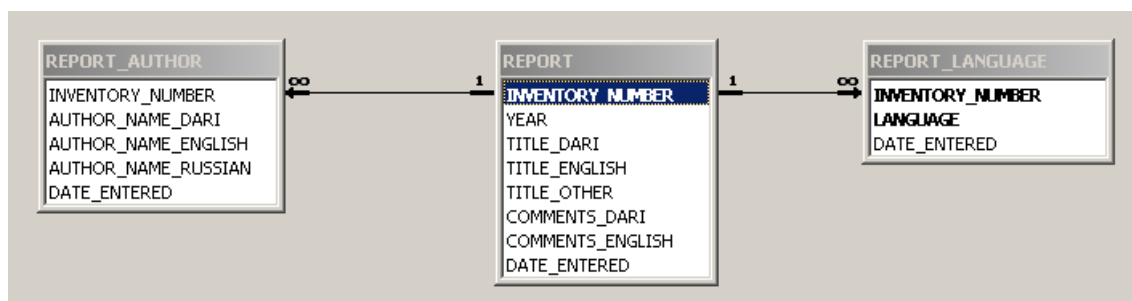 REPORT_AUTHOR
INVENTORY_NUMBER
AUTHOR_NAME_DARI
AUTHOR_NAME_ENGLISH
AUTHOR_NAME_RUSSIAN
DATE_ENTERED
∞
1
REPORT
INVENTORY_NUMBER
YEAR
TITLE_DARI
TITLE_ENGLISH
TITLE_OTHER
COMMENTS_DARI
COMMENTS_ENGLISH
DATE_ENTERED
1
∞
REPORT_LANGUAGE
INVENTORY_NUMBER
LANGUAGE
DATE_ENTERED